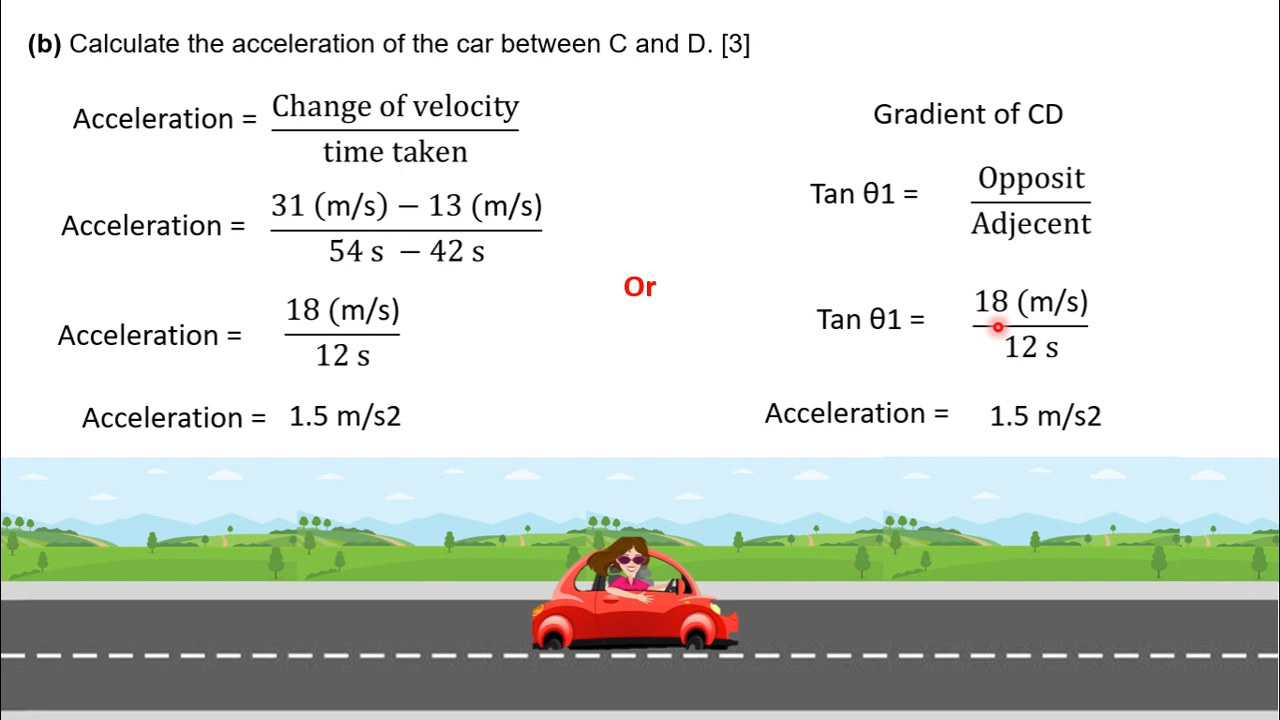 (b) Calculate the acceleration of the car between C and D. [3]
Acceleration = Change of velocity
time taken
Acceleration = 31 (m/s) – 13 (m/s)
54 s – 42 s
Acceleration = 18 (m/s)
12 s
Acceleration = 1.5 m/s2
Or
Gradient of CD
Tan θ1 = Opposit
Adjecent
Tan θ1 = 18 (m/s)
12 s
Acceleration = 1.5 m/s2